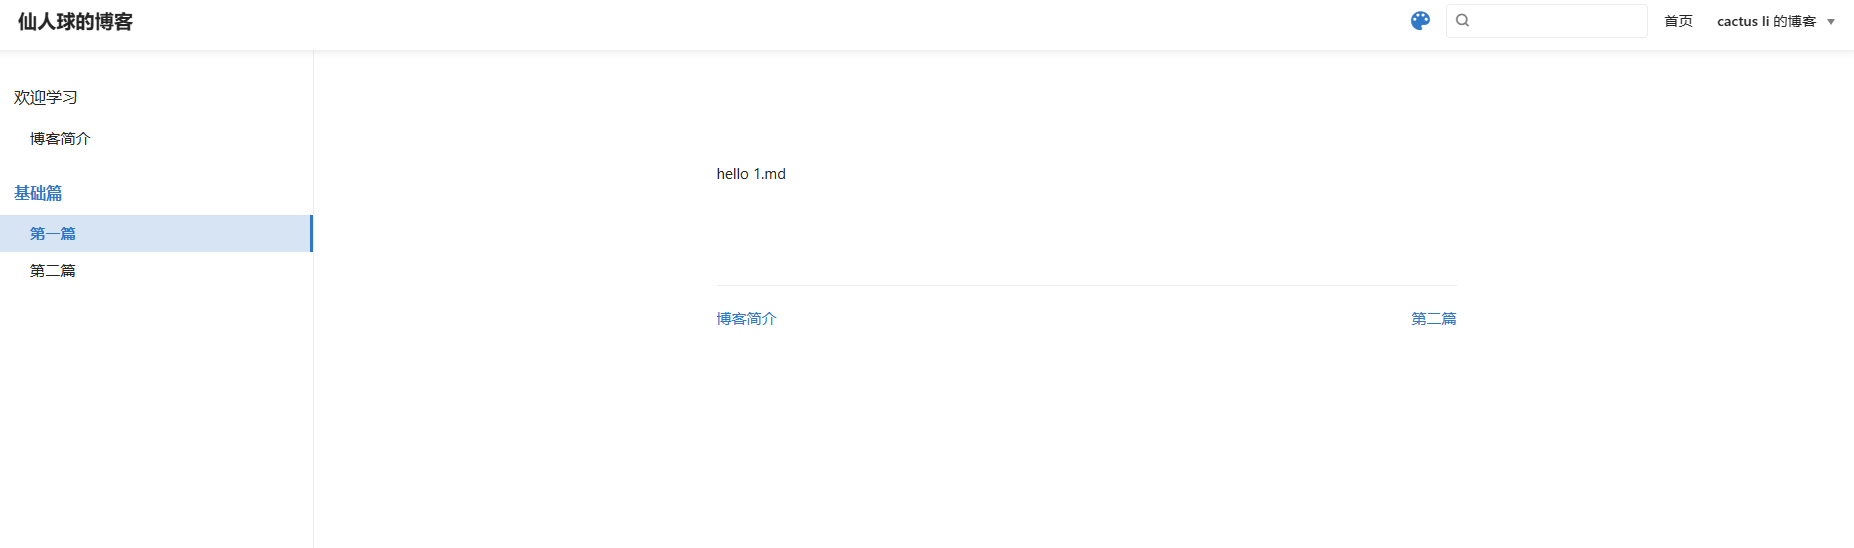 仙人球的博客
首页 cactus li 的博客
欢迎学习
博客简介
基础篇
第一篇
第二篇
hello 1.md
博客简介 第二篇